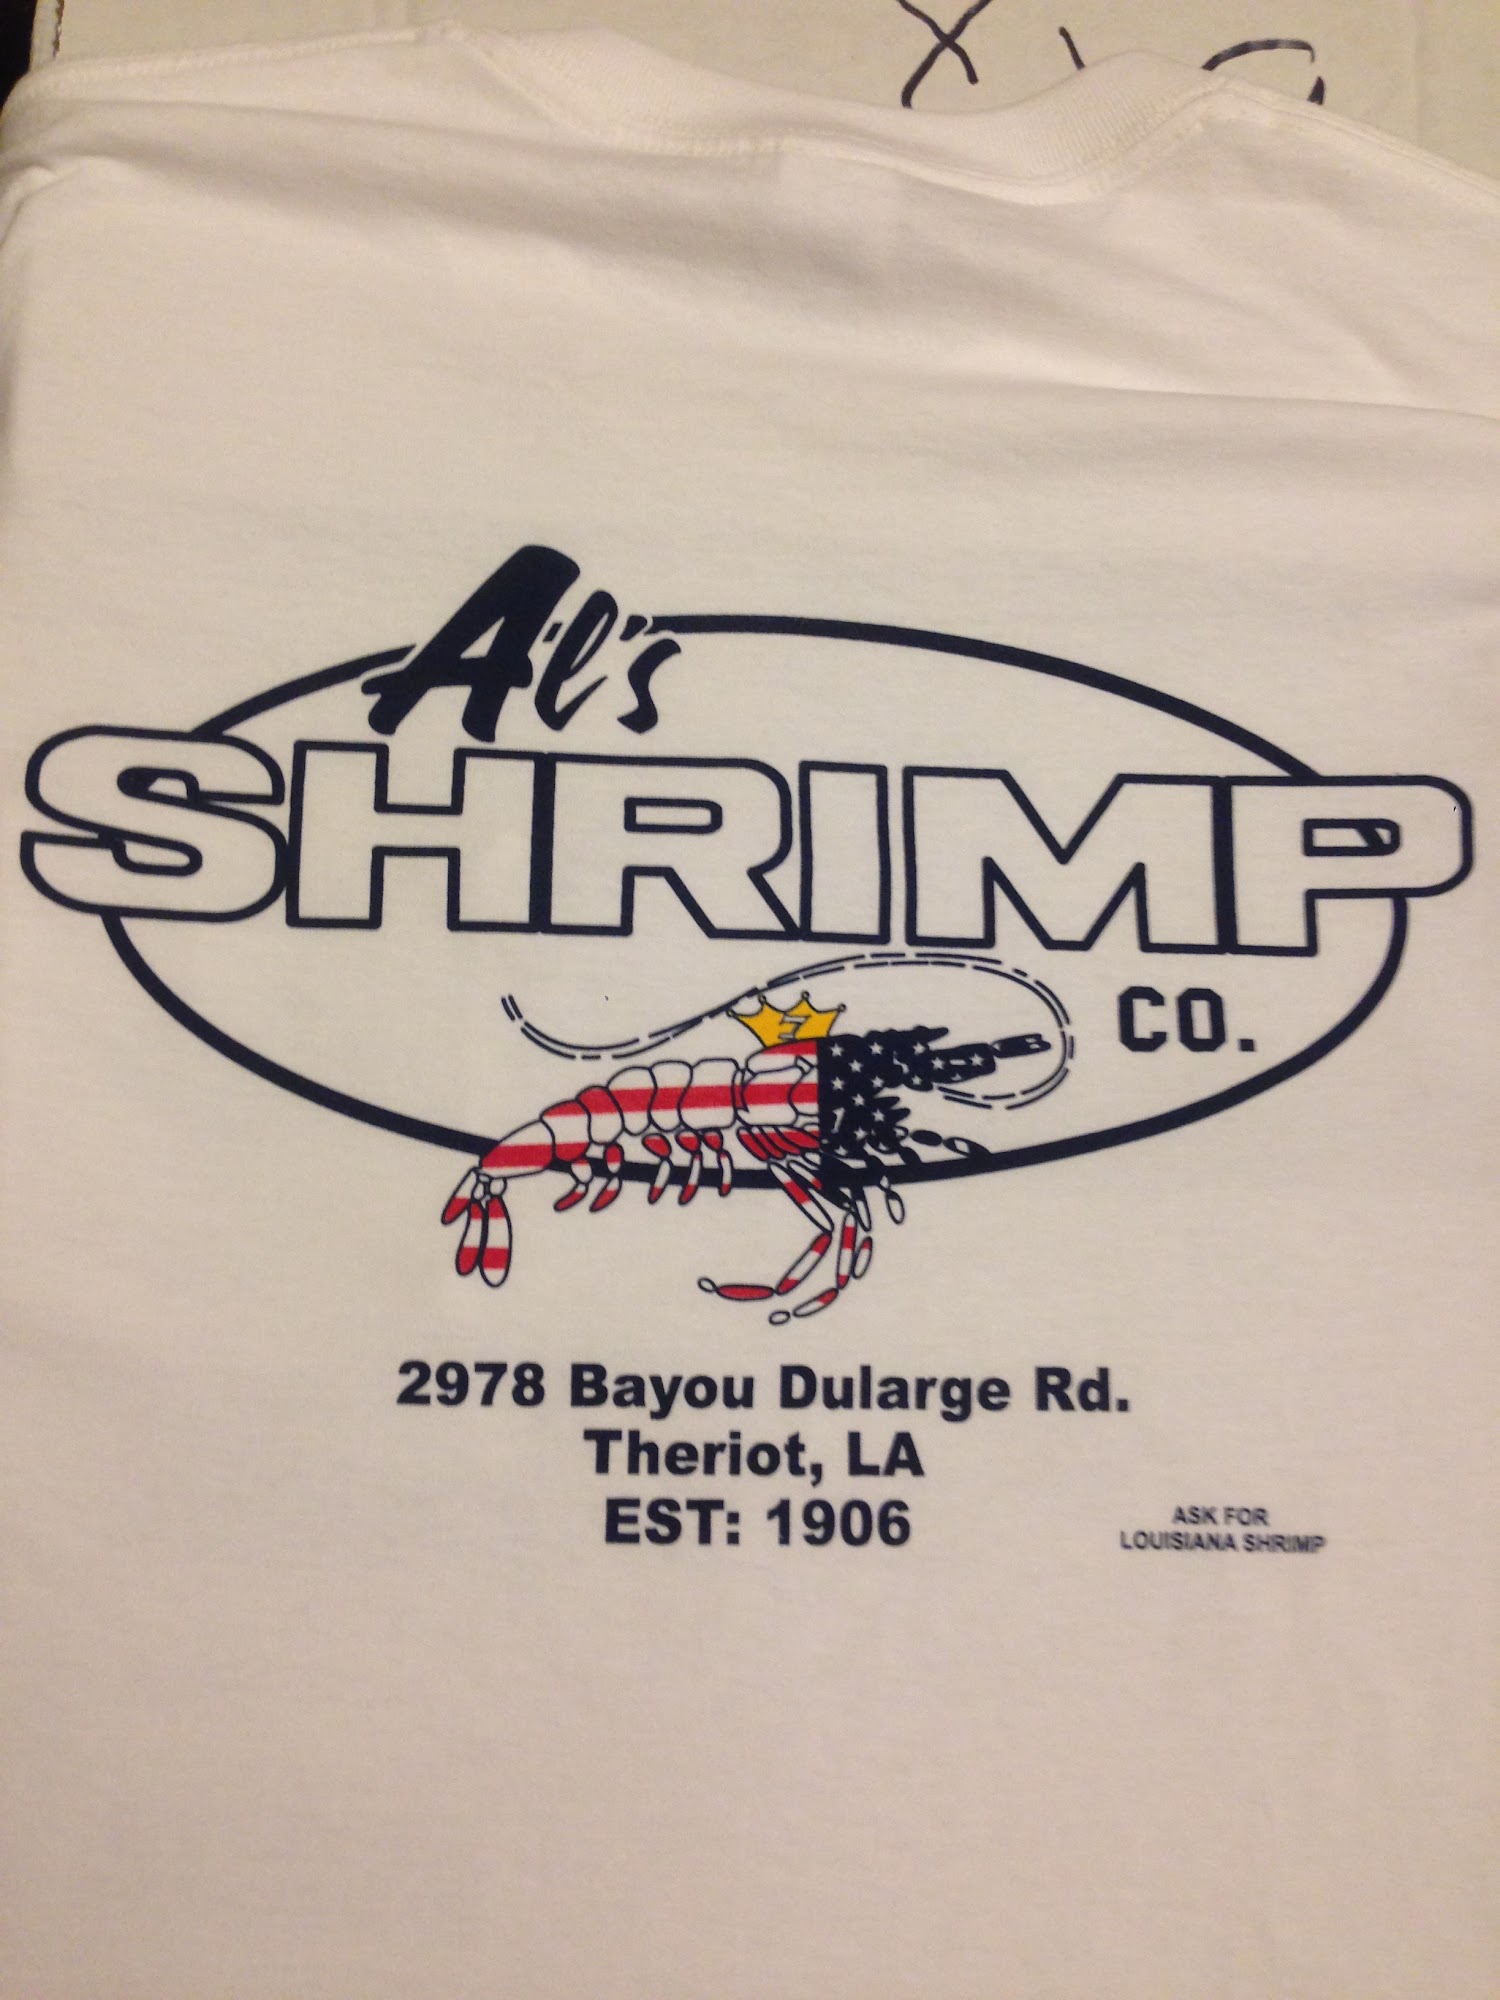 Al's
SHRIMP
CO.
2978 Bayou Dularge Rd.
Theriot, LA
EST: 1906
ASK FOR
LOUISIANA SHRIMP